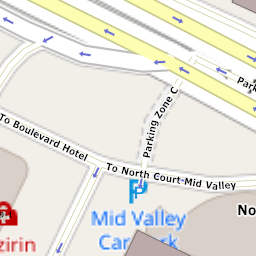 Park
Parking Zone C
To Boulevard Hotel
To North Court-Mid Valley
P
Mid Valley
No
zirin